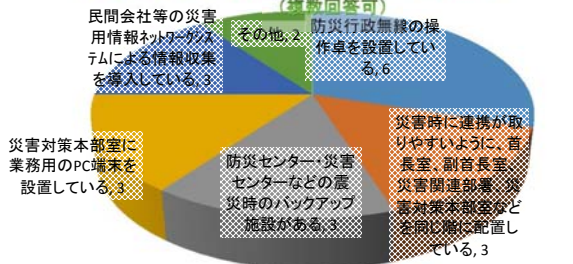 (複数回答可)
民間会社等の災害
用情報ネットワークシス
テムによる情報収集
を導入している, 3
その他, 2
防災行政無線の操
作卓を設置してい
る, 6
災害時に連携が取
りやすいように、首
長室、副首長室、
災害関連部署、災
害対策本部室など
を同じ階に配置し
ている, 3
防災センター・災害
センターなどの震
災時のバックアップ
施設がある, 3
災害対策本部室に
業務用のPC端末を
設置している, 3